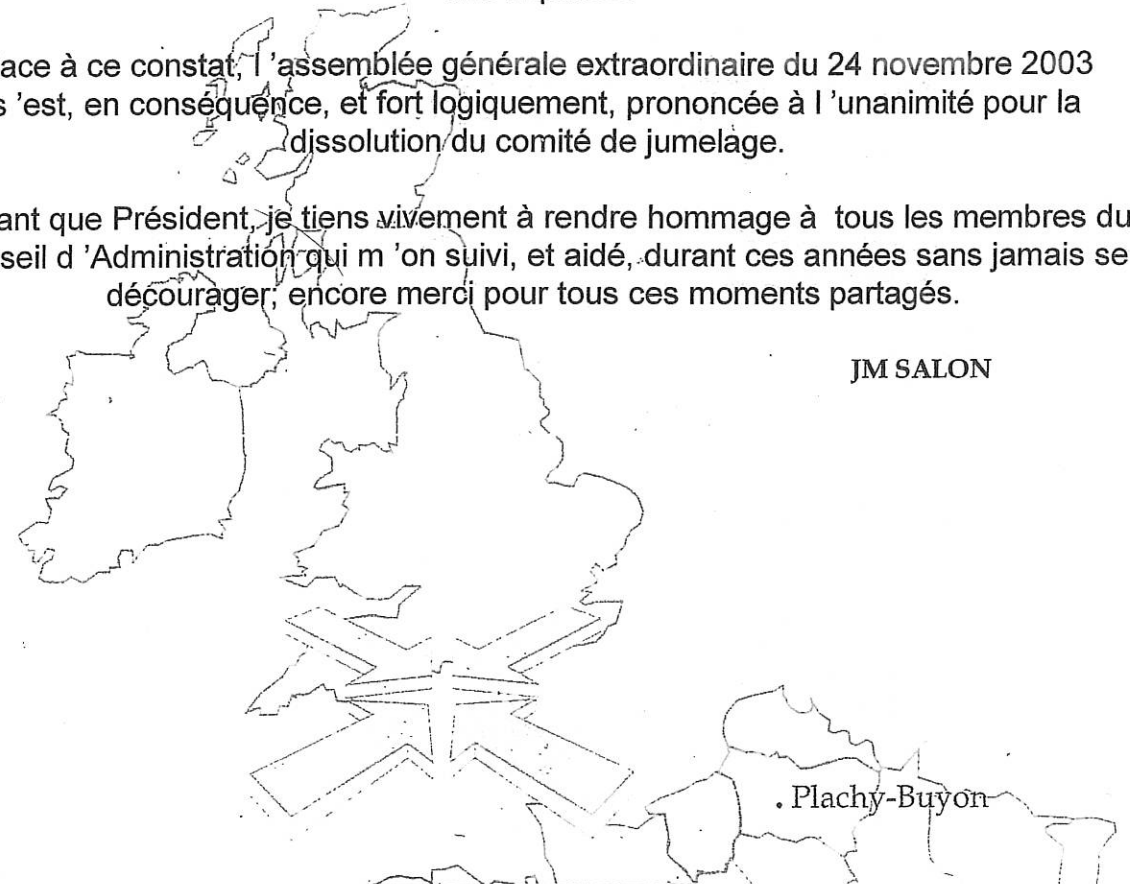 ace à ce constat, l 'assemblée générale extraordinaire du 24 novembre 2003
s 'est, en conséquence, et fort logiquement, prononcée à l 'unanimité pour la
dissolution du comité de jumelage.
ant que Président, je tiens vivement à rendre hommage à tous les membres du
seil d 'Administration qui m 'on suivi, et aidé, durant ces années sans jamais se
décourager; encore merci pour tous ces moments partagés.
JM SALON
. Plachy-Buyon